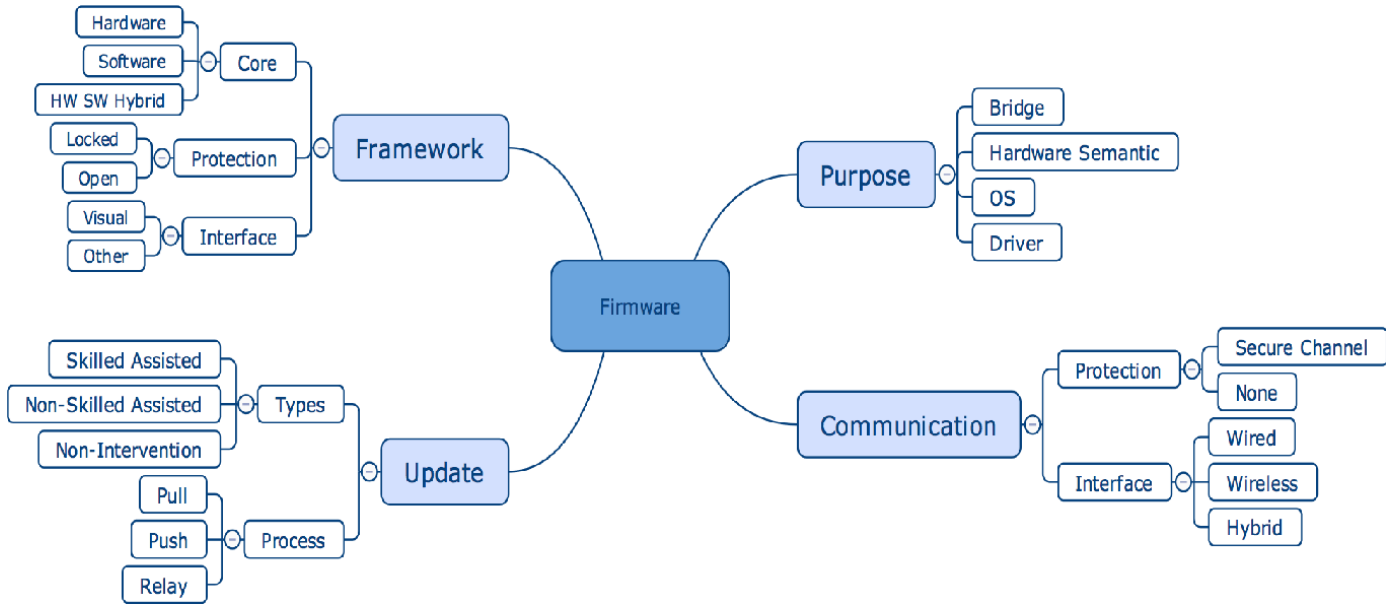 Hardware
Software
HW SW Hybrid
Core
Locked
Open
Protection
Visual
Other
Interface
Framework
Purpose
Bridge
Hardware Semantic
OS
Driver
Firmware
Skilled Assisted
Non-Skilled Assisted
Non-Intervention
Types
Pull
Push
Relay
Process
Update
Communication
Protection
Secure Channel
None
Interface
Wired
Wireless
Hybrid